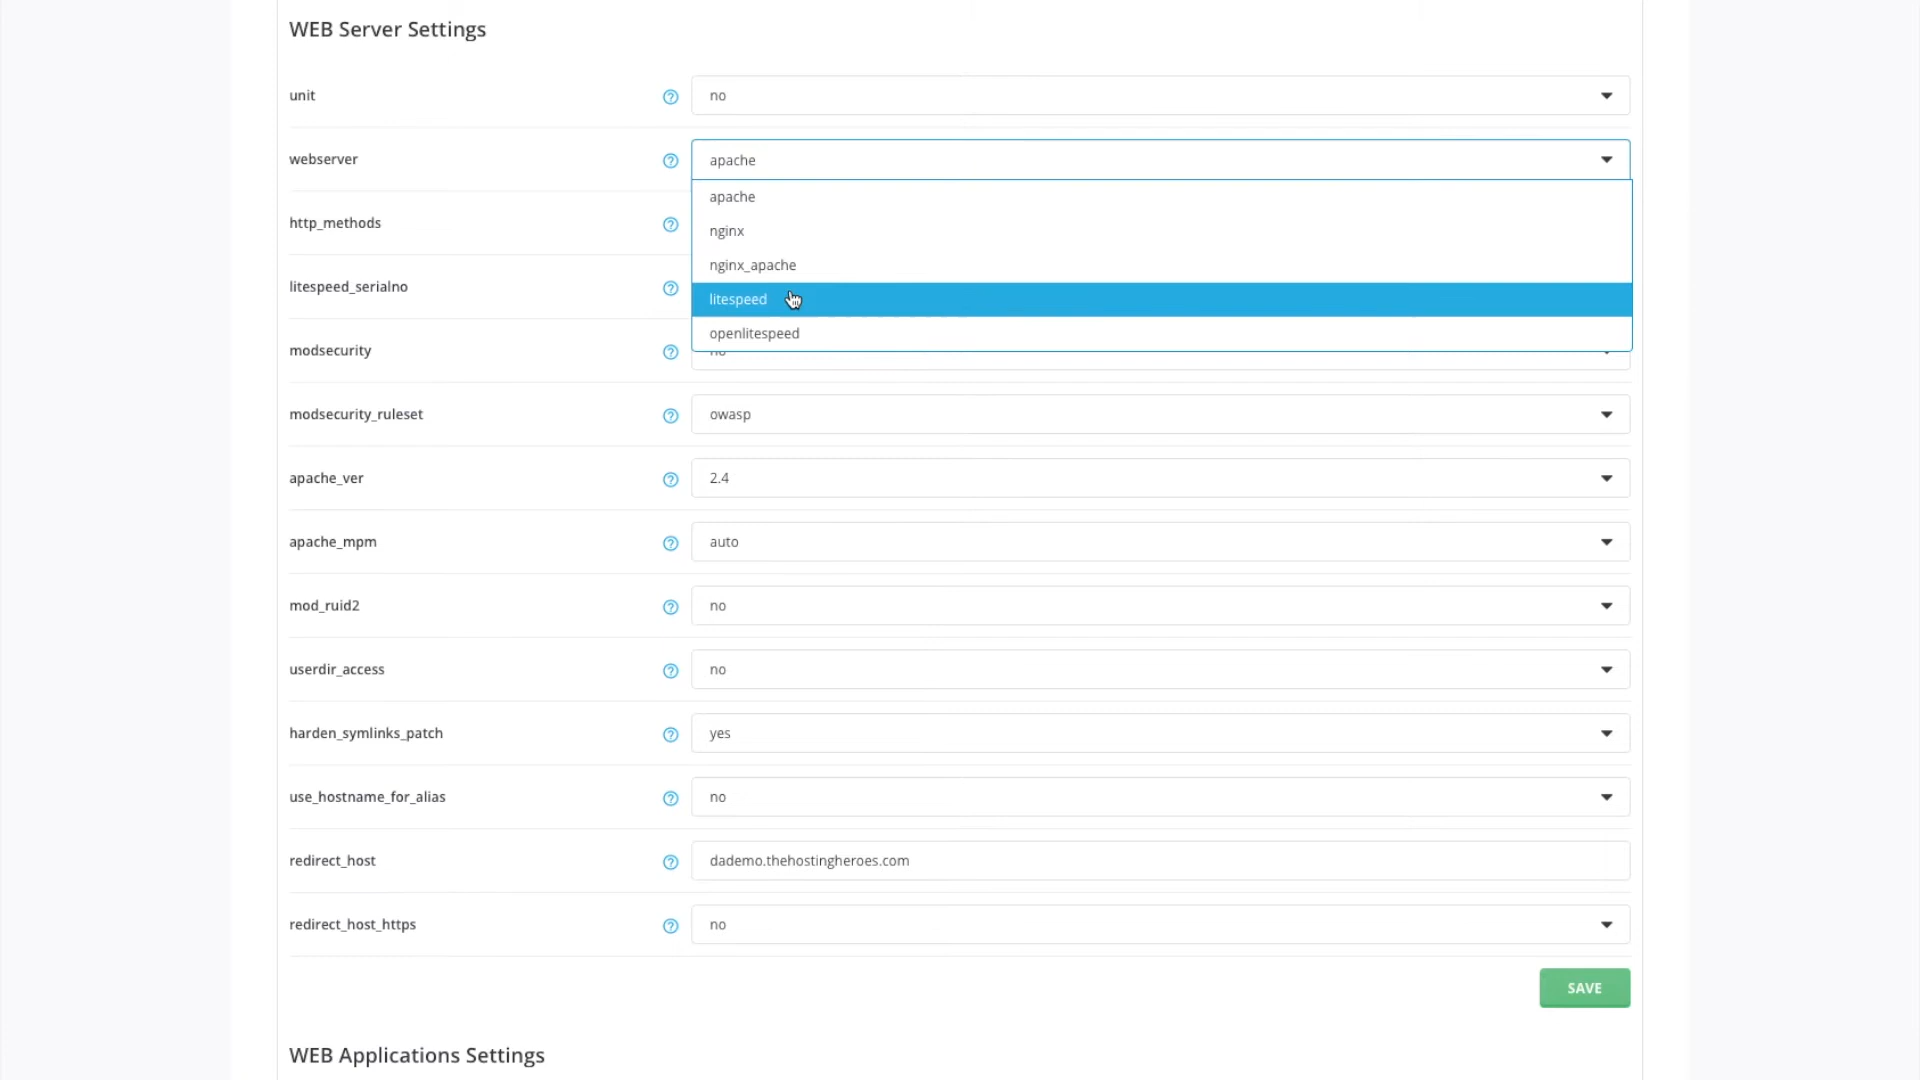 WEB Server Settings
unit
no
webserver
apache
apache
nginx
http_methods
nginx_apache
litespeed_serialno
litespeed
openlitespeed
modsecurity
no
modsecurity_ruleset
owasp
apache_ver
2.4
apache_mpm
auto
mod_ruid2
no
userdir_access
no
harden_symlinks_patch
yes
use_hostname_for_alias
no
redirect_host
dademo.thehostingheroes.com
redirect_host_https
no
SAVE
WEB Applications Settings